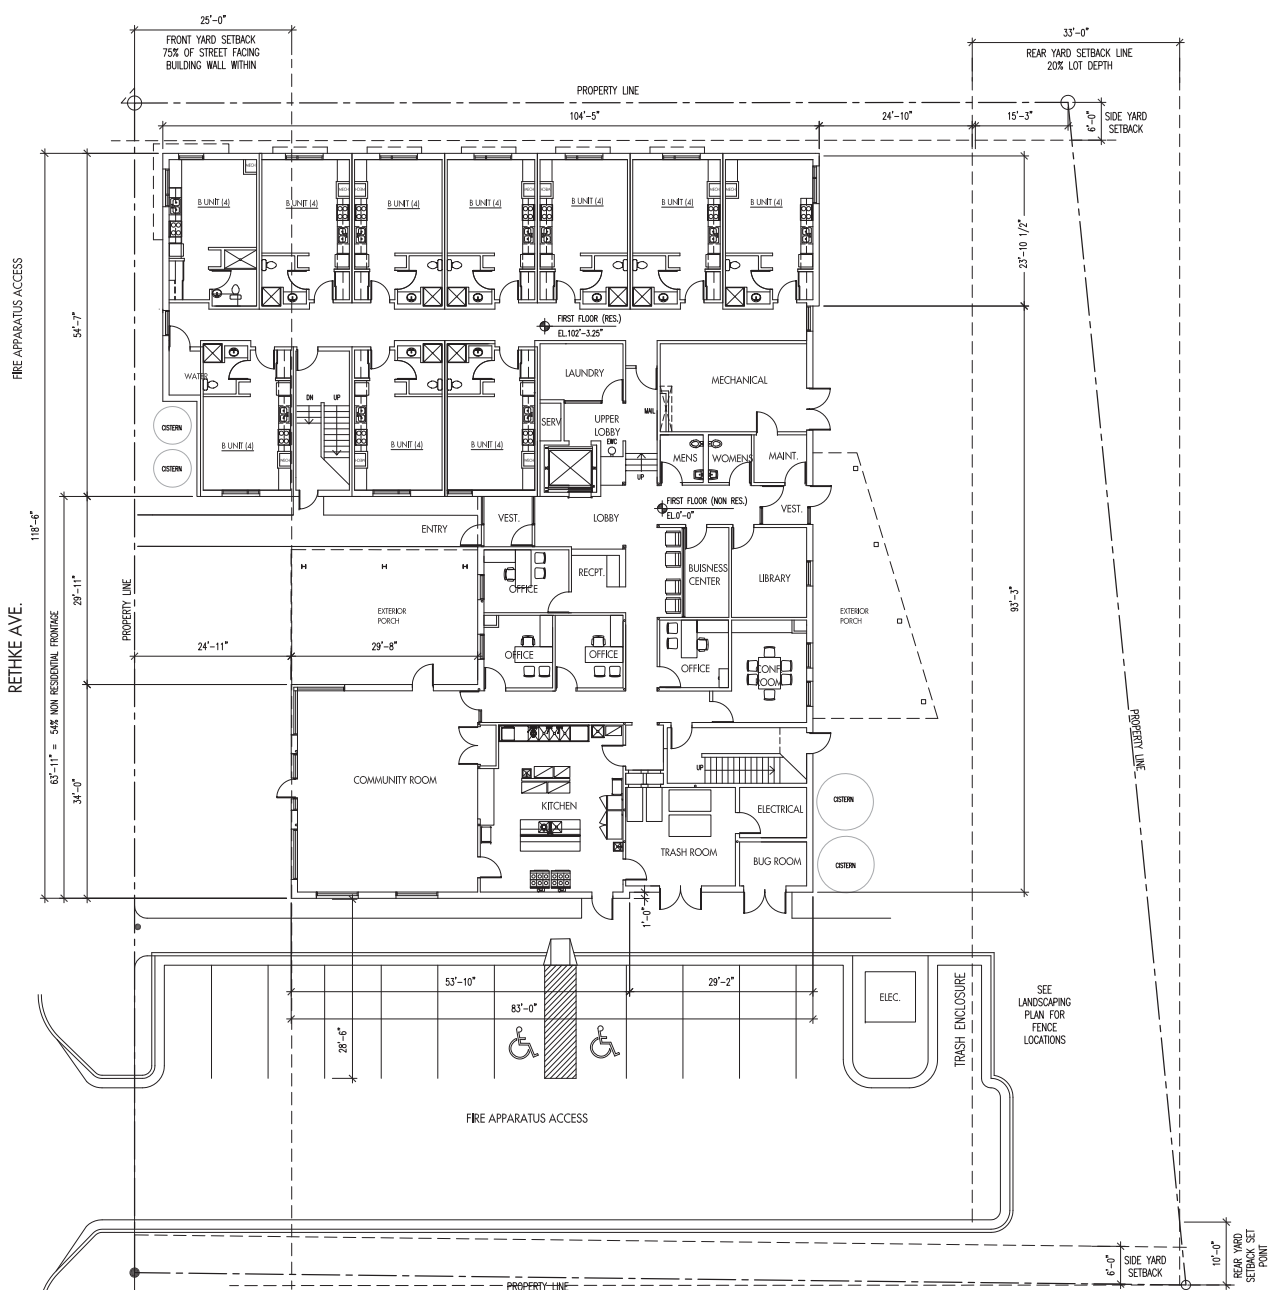 25'-0"
FRONT YARD SETBACK
75% OF STREET FACING
BUILDING WALL WITHIN
33'-0"
REAR YARD SETBACK LINE
20% LOT DEPTH
PROPERTY LINE
104'-5"
24'-10"
15'-3"
6'-0"
SIDE YARD
SETBACK
B UNIT (4)
B UNIT (4)
B UNIT (4)
B UNIT (4)
B UNIT (4)
B UNIT (4)
B UNIT (4)
MECH
MECH
MECH
MECH
23'-10 1/2"
FIRE APPARATUS ACCESS
54'-7"
FIRST FLOOR (RES.)
EL.102'-3.25"
WATER
LAUNDRY
MECHANICAL
DN
UP
MAIL
CISTERN
CISTERN
SERV
UPPER
LOBBY
EWC
UP
B UNIT (4)
B UNIT (4)
B UNIT (4)
MECH
MENS
WOMENS
MAINT.
118'-6"
FIRST FLOOR (NON RES.)
EL.0'-0"
ENTRY
VEST.
LOBBY
VEST.
RETHKE AVE.
63'-11" = 54% NON RESIDENTIAL FRONTAGE
29'-11"
PROPERTY LINE
OFFICE
RECPT.
BUISNESS
CENTER
LIBRARY
93'-3"
EXTERIOR
PORCH
EXTERIOR
PORCH
24'-11"
29'-8"
OFFICE
OFFICE
OFFICE
CONF.
ROOM
PROPERTY LINE
34'-0"
COMMUNITY ROOM
KITCHEN
UP
ELECTRICAL
TRASH ROOM
BUG ROOM
CISTERN
CISTERN
1'-0"
53'-10"
29'-2"
83'-0"
28'-6"
ELEC.
TRASH ENCLOSURE
SEE
LANDSCAPING
PLAN FOR
FENCE
LOCATIONS
FIRE APPARATUS ACCESS
6'-0"
SIDE YARD
SETBACK
10'-0"
REAR YARD
SETBACK SET
POINT
PROPERTY LINE